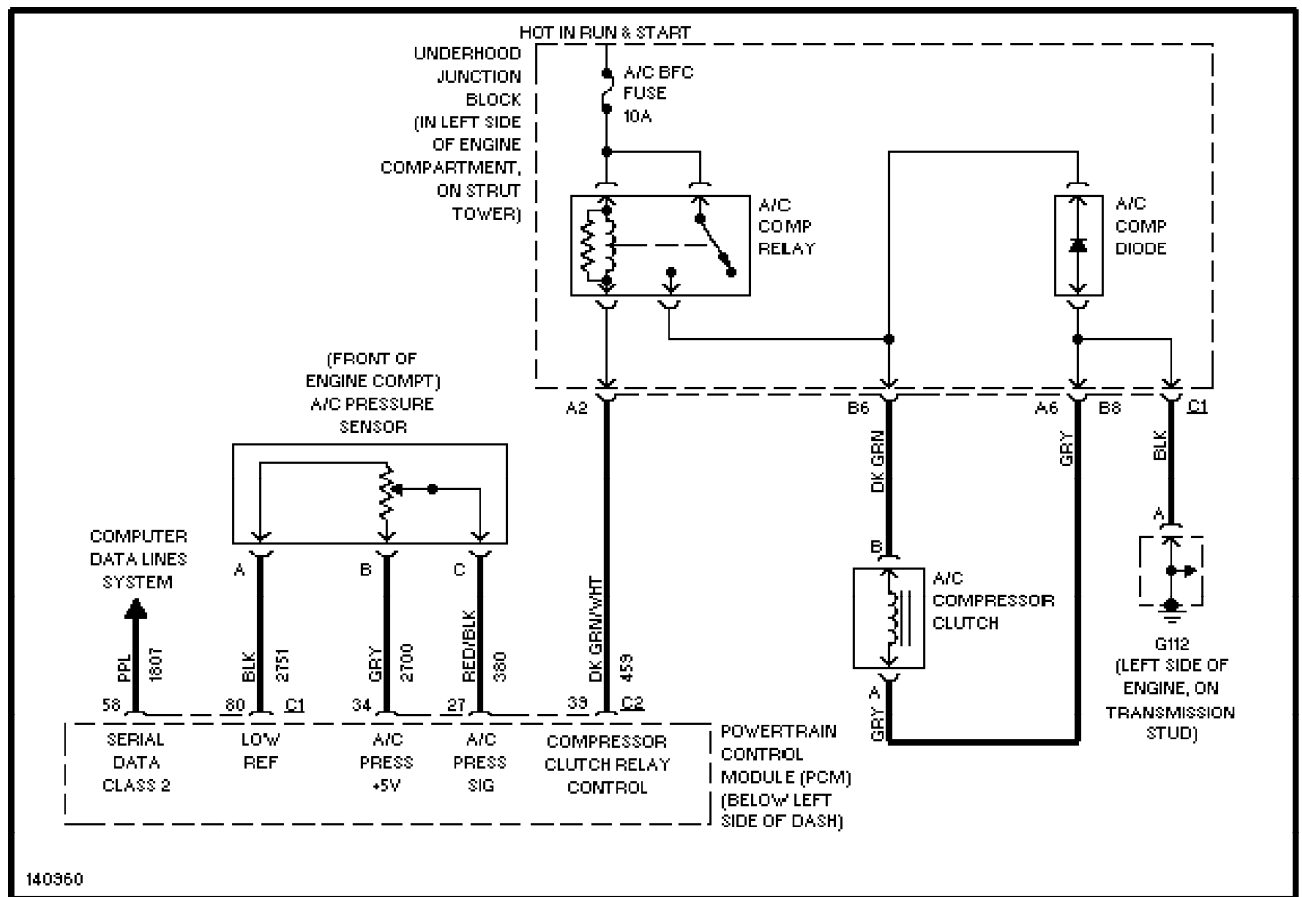 HOT IN RUN & START
UNDERHOOD
JUNCTION
BLOCK
(IN LEFT SIDE
OF ENGINE
COMPARTMENT,
ON STRUT
TOWER)
A/C BFC
FUSE
10A
A/C
COMP
RELAY
A/C
COMP
DIODE
A2
B6
A6
B8
C1
(FRONT OF
ENGINE COMPT)
A/C PRESSURE
SENSOR
DK GRN
GRY
BLK
A
COMPUTER
DATA LINES
SYSTEM
A
B
C
B
A/C
COMPRESSOR
CLUTCH
A
GRY
G112
(LEFT SIDE OF
ENGINE, ON
TRANSMISSION
STUD)
PPL
1807
BLK
2751
GRY
2700
RED/BLK
380
DK GRN/WHT
459
58
80
C1
34
27
39
C2
SERIAL
DATA
CLASS 2
LOW
REF
A/C
PRESS
+5V
A/C
PRESS
SIG
COMPRESSOR
CLUTCH RELAY
CONTROL
POWERTRAIN
CONTROL
MODULE (PCM)
(BELOW LEFT
SIDE OF DASH)
140960